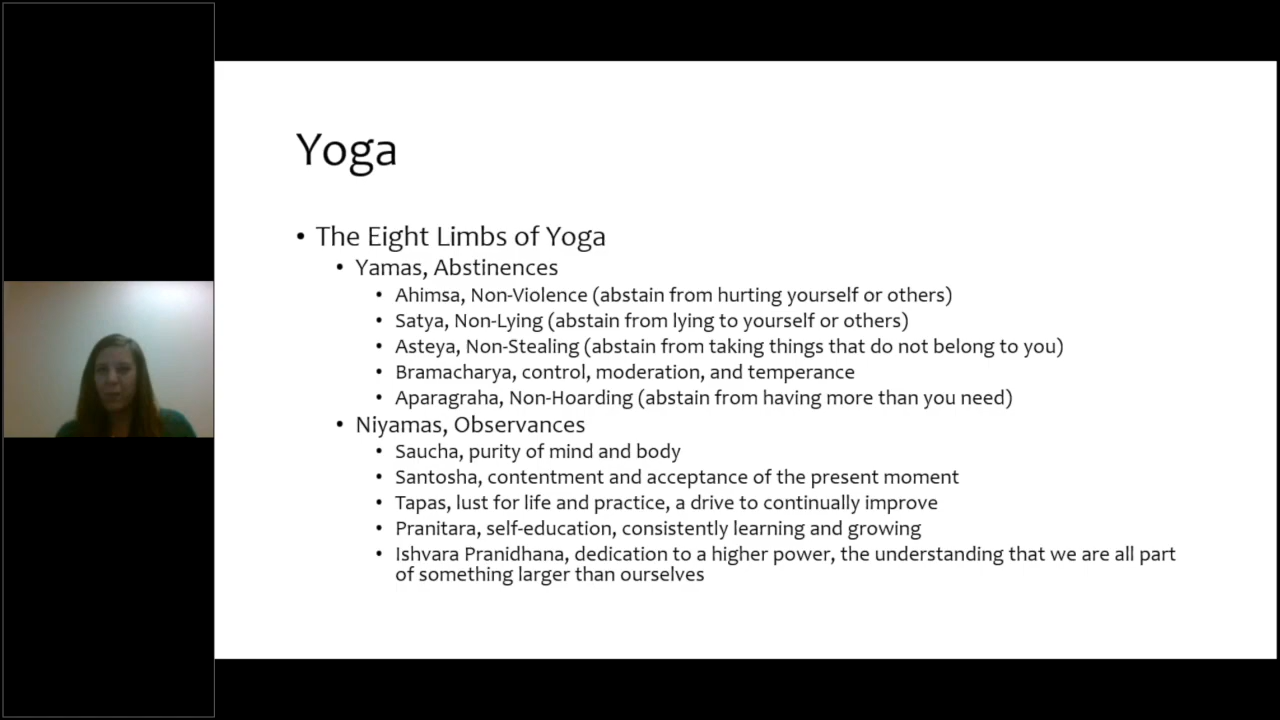 Yoga
• The Eight Limbs of Yoga
• Yamas, Abstinences
• Ahimsa, Non-Violence (abstain from hurting yourself or others)
• Satya, Non-Lying (abstain from lying to yourself or others)
• Asteya, Non-Stealing (abstain from taking things that do not belong to you)
• Bramacharya, control, moderation, and temperance
• Aparagraha, Non-Hoarding (abstain from having more than you need)
• Niyamas, Observances
• Saucha, purity of mind and body
• Santosha, contentment and acceptance of the present moment
• Tapas, lust for life and practice, a drive to continually improve
• Pranitara, self-education, consistently learning and growing
• Ishvara Pranidhana, dedication to a higher power, the understanding that we are all part
of something larger than ourselves